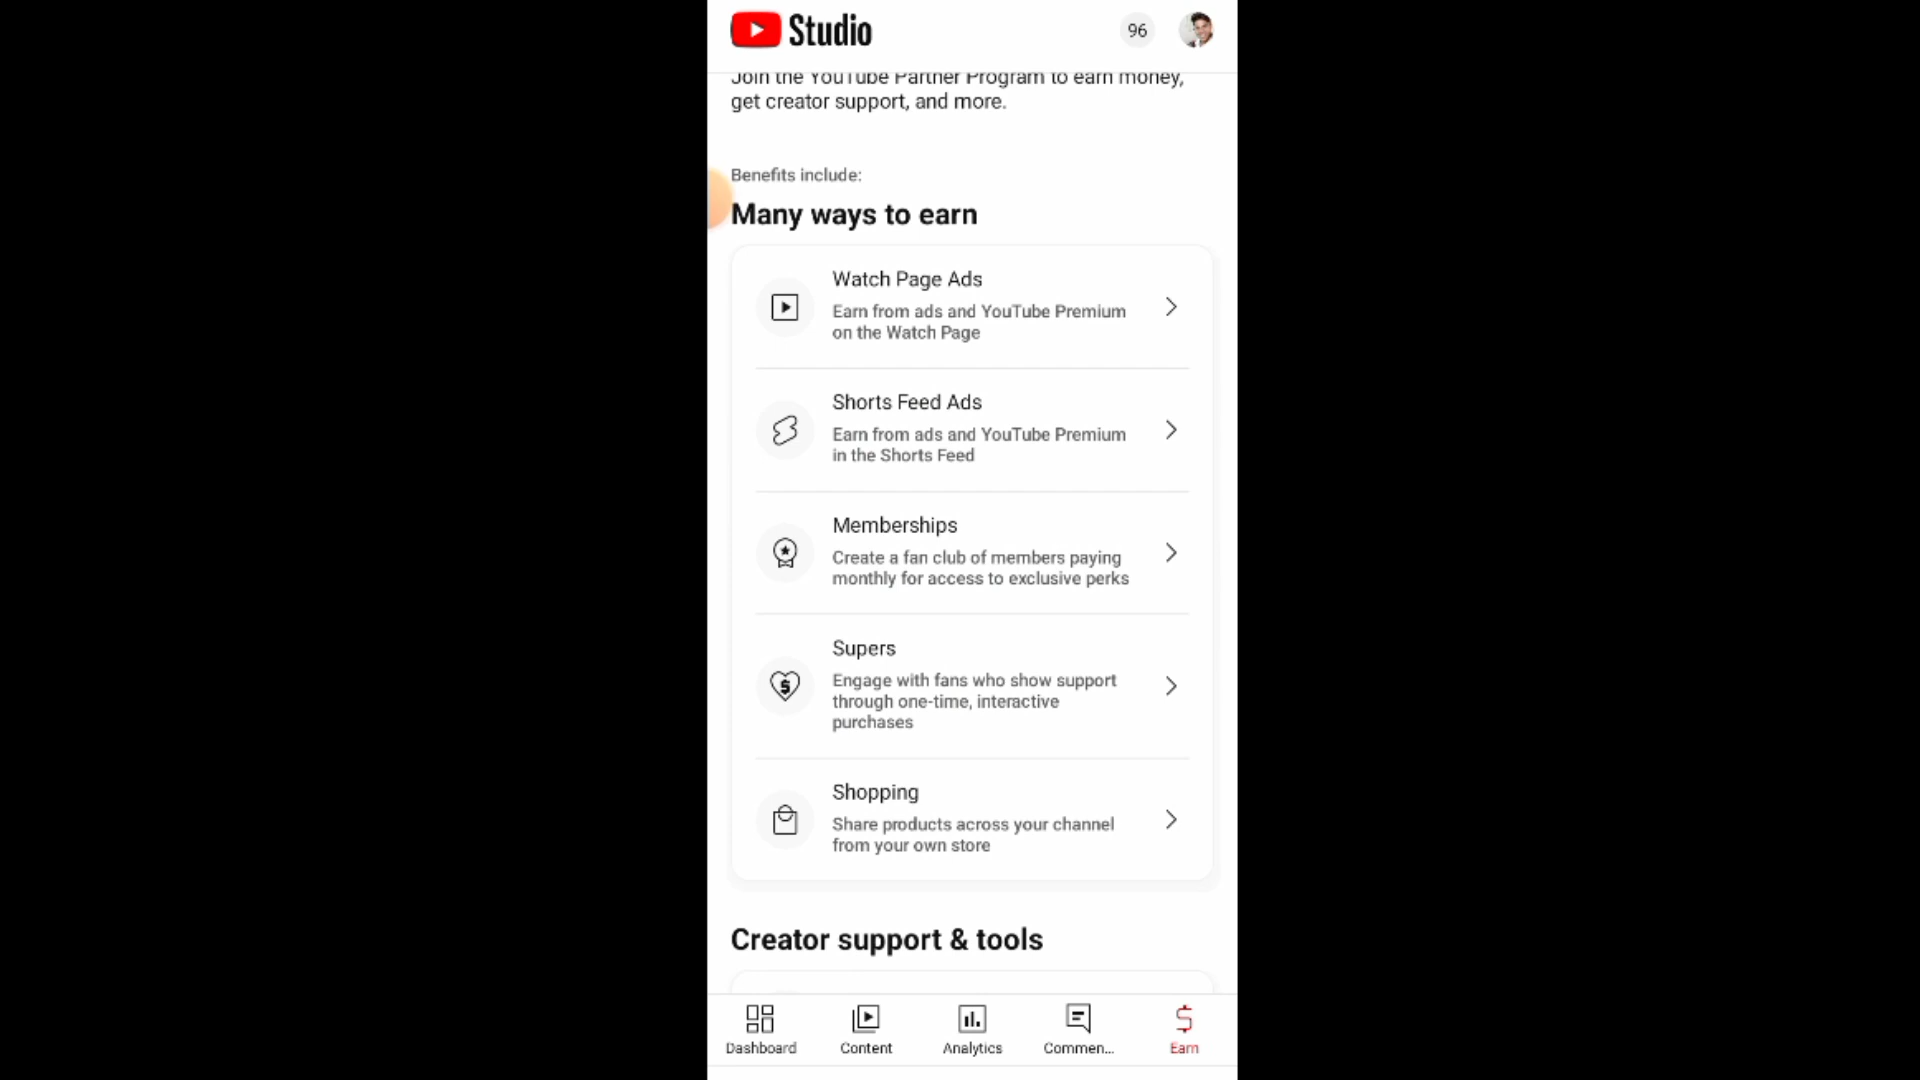 Studio
96
Join the YouTube Partner Program to earn money,
get creator support, and more.
Benefits include:
Many ways to earn
Watch Page Ads
Earn from ads and YouTube Premium
on the Watch Page
Shorts Feed Ads
Earn from ads and YouTube Premium
in the Shorts Feed
Memberships
Create a fan club of members paying
monthly for access to exclusive perks
Supers
Engage with fans who show support
through one-time, interactive
purchases
Shopping
Share products across your channel
from your own store
Creator support & tools
Dashboard
Content
Analytics
Commen...
Earn